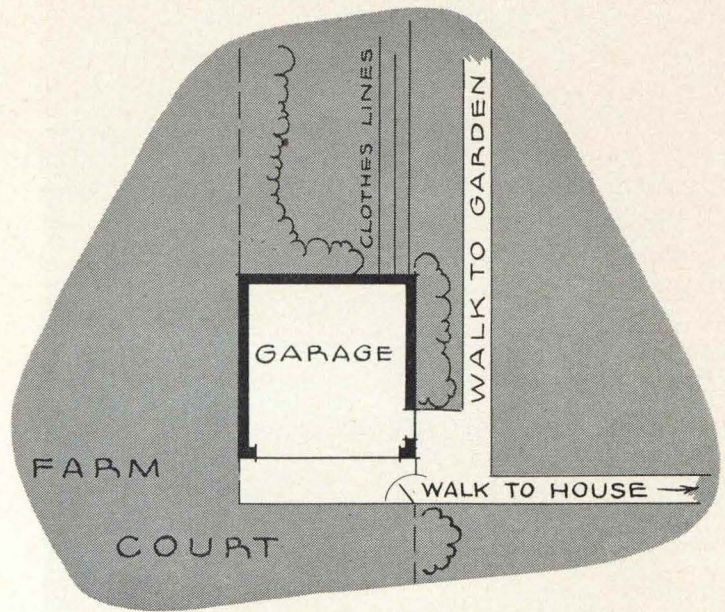 CLOTHES LINES
WALK TO GARDEN
GARAGE
FARM
COURT
WALK TO HOUSE